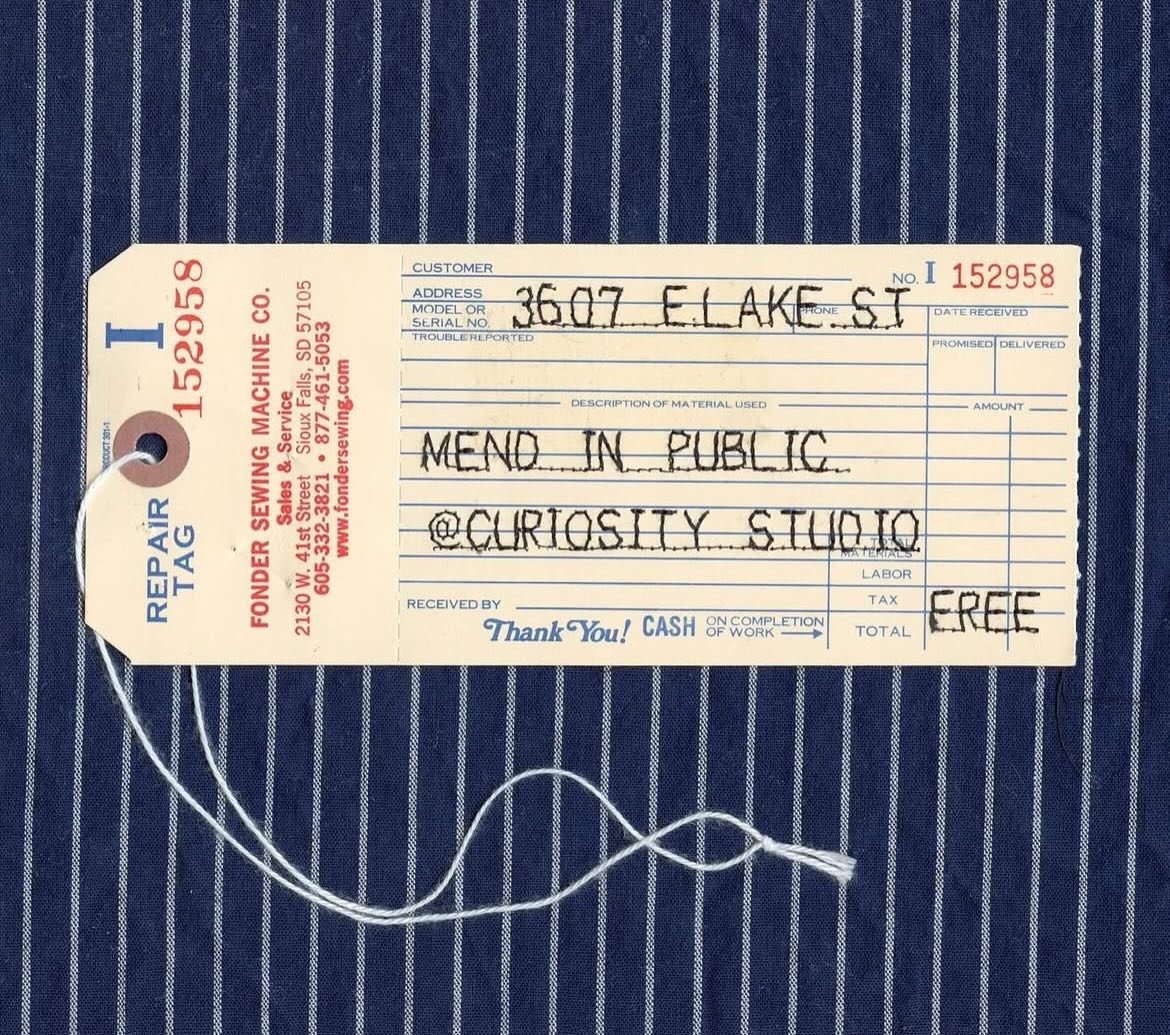 I 152958
PRODUCT 301-1
REPAIR
TAG
FONDER SEWING MACHINE CO.
Sales & Service
2130 W. 41st Street Sioux Falls, SD 57105
605-332-3821 • 877-461-5053
www.fondersewing.com
CUSTOMER
NO. I 152958
ADDRESS
3607 E LAKE ST
MODEL OR
SERIAL NO.
PHONE
DATE RECEIVED
TROUBLE REPORTED
PROMISED DELIVERED
DESCRIPTION OF MATERIAL USED
AMOUNT
MEND IN PUBLIC
@CURIOSITY STUDIO
TOTAL
MATERIALS
LABOR
RECEIVED BY
TAX
FREE
Thank You! CASH ON COMPLETION
OF WORK
TOTAL